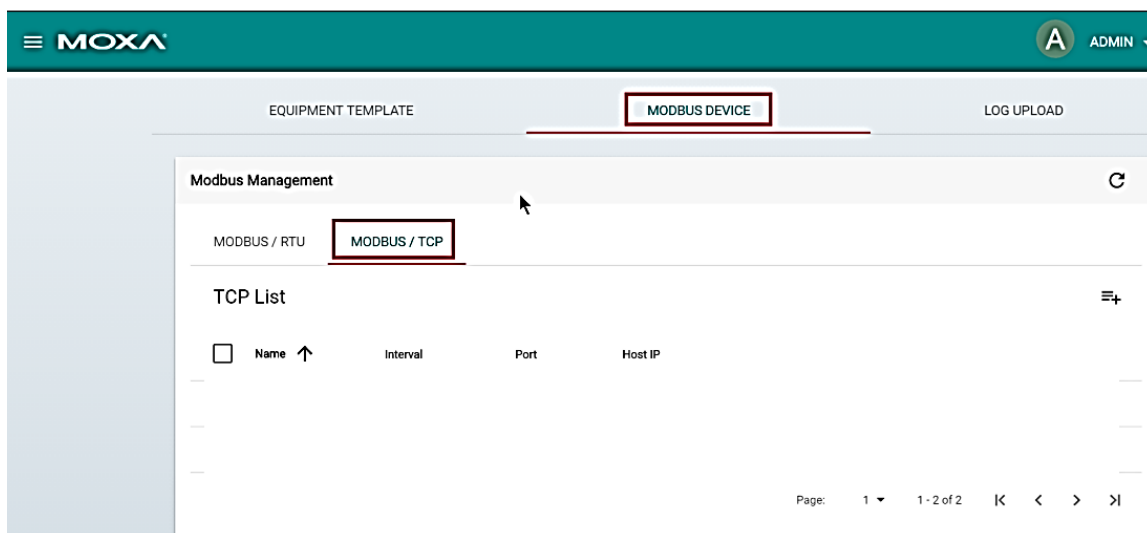 MOXA
A ADMIN
EQUIPMENT TEMPLATE MODBUS DEVICE LOG UPLOAD
Modbus Management
MODBUS / RTU MODBUS / TCP
TCP List
Name Interval Port Host IP
Page: 1 1 - 2 of 2